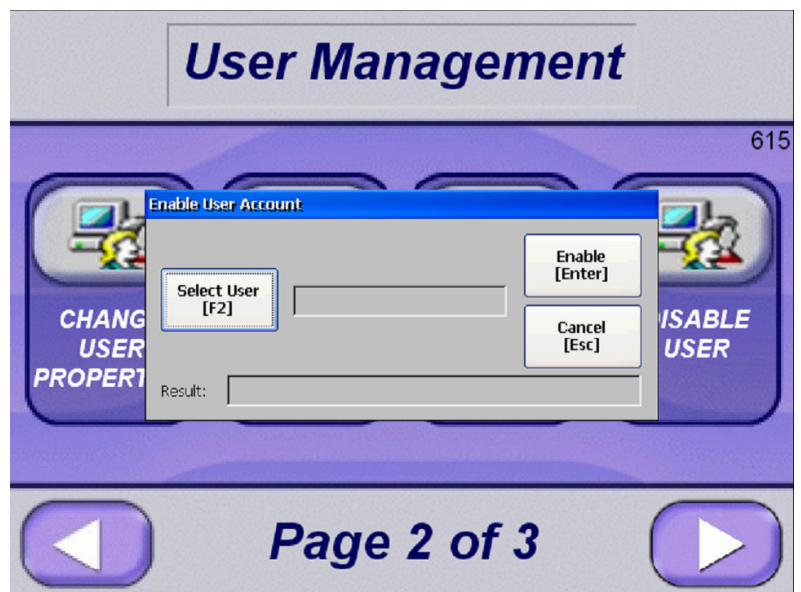 User Management
615
Enable User Account
Select User
[F2]
Enable
[Enter]
Cancel
[Esc]
Result:
CHANG
USER
PROPERT
ISABLE
USER
Page 2 of 3